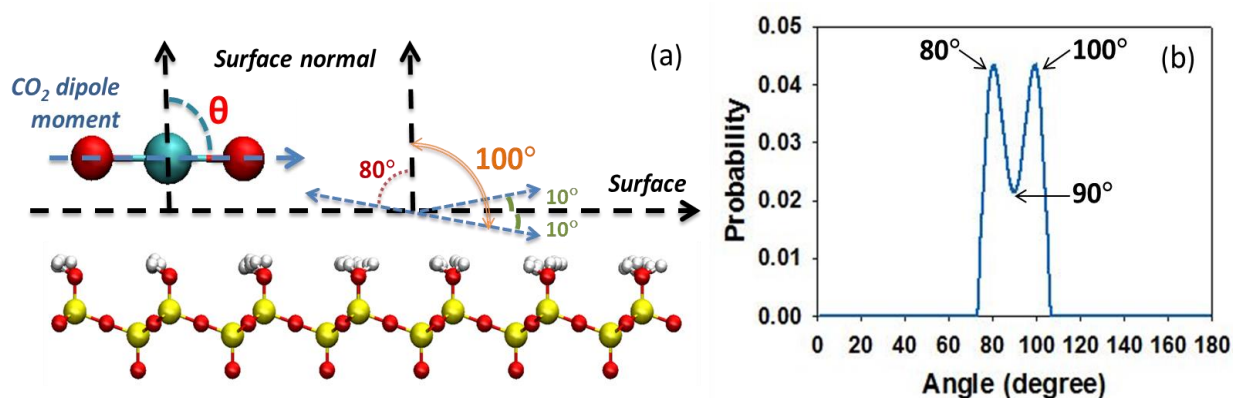 Surface normal
(a)
CO2 dipole
moment
θ
80°
100°
Surface
10°
10°
(b)
0.05
80°
100°
0.04
0.03
90°
0.02
0.01
0.00
Probability
0 20 40 60 80 100 120 140 160 180
Angle (degree)